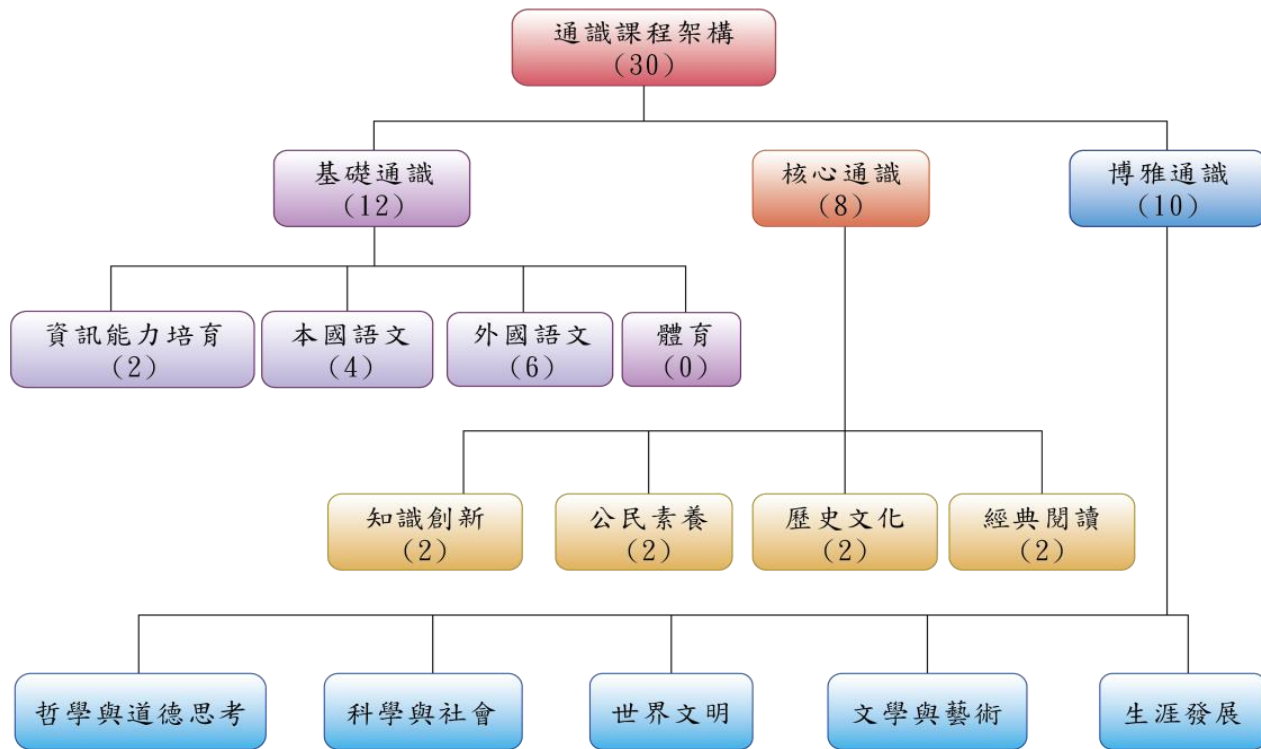 通識課程架構
(30)
基礎通識
(12)
核心通識
(8)
博雅通識
(10)
資訊能力培育
(2)
本國語文
(4)
外國語文
(6)
體育
(0)
知識創新
(2)
公民素養
(2)
歷史文化
(2)
經典閱讀
(2)
哲學與道德思考
科學與社會
世界文明
文學與藝術
生涯發展